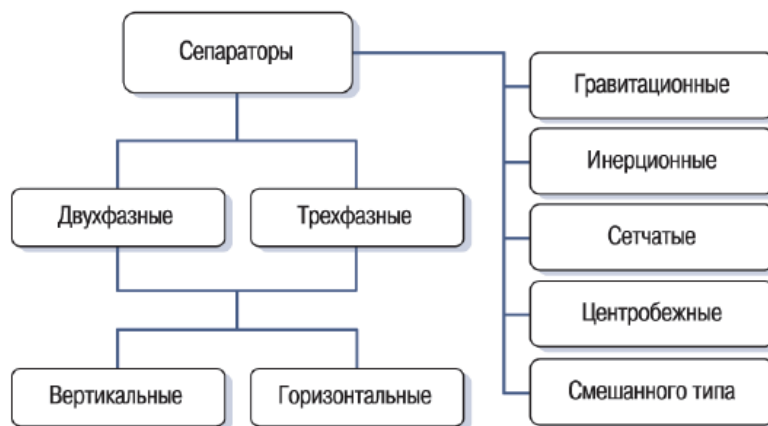 Сепараторы
Двухфазные
Трехфазные
Вертикальные
Горизонтальные
Гравитационные
Инерционные
Сетчатые
Центробежные
Смешанного типа